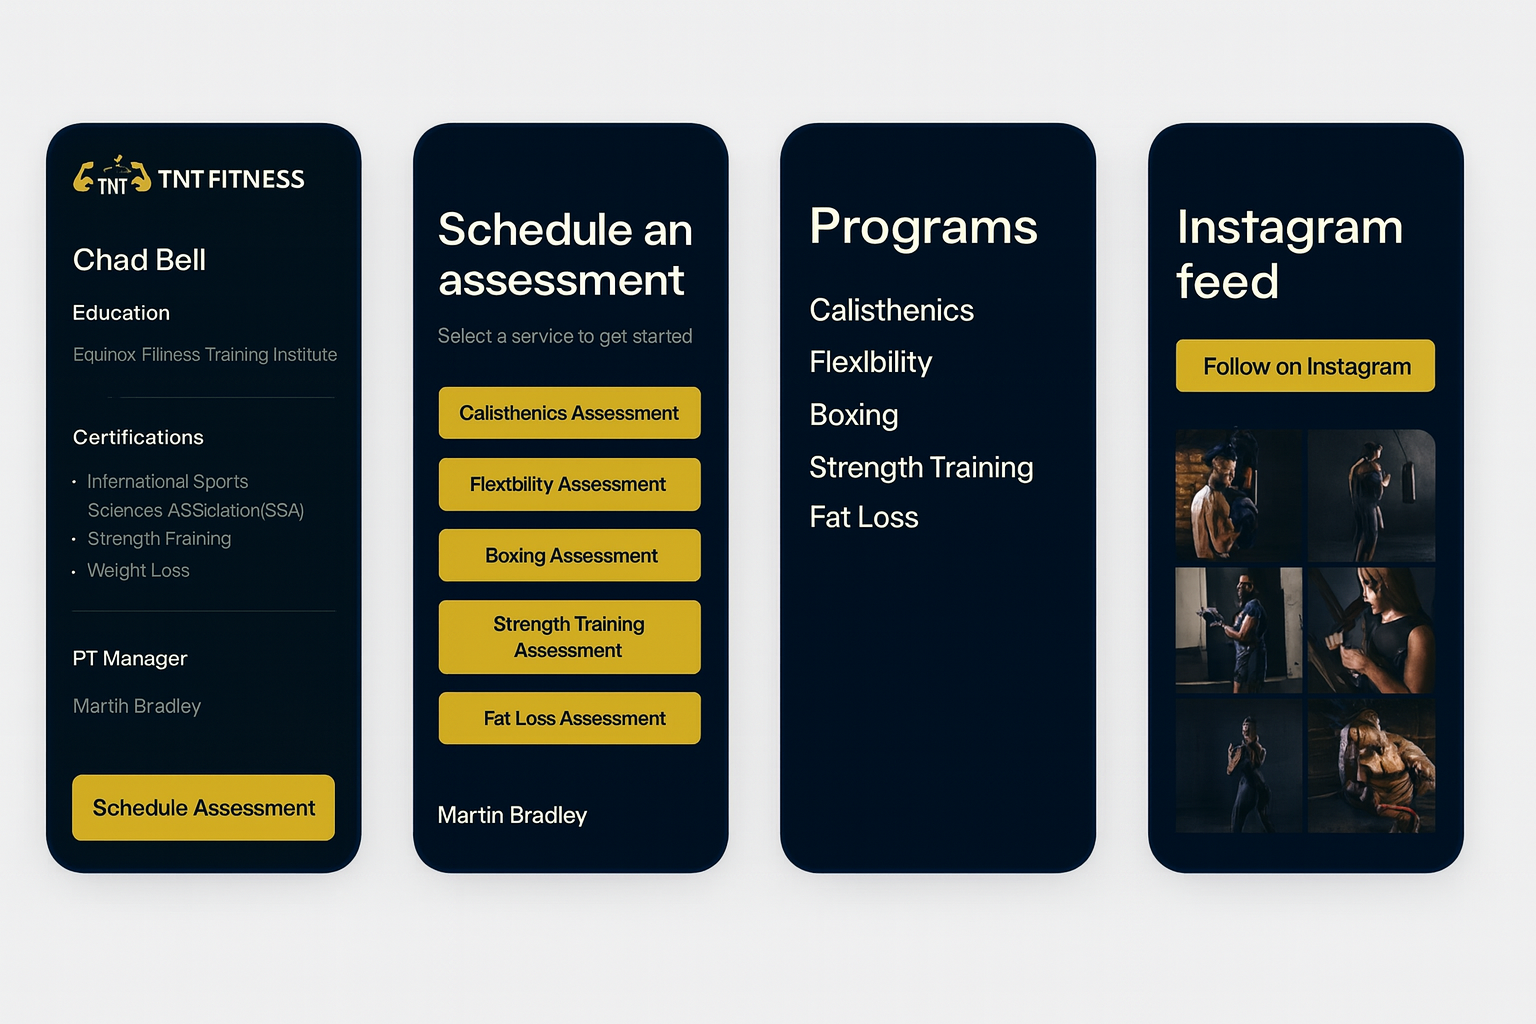 TNT
TNT FITNESS
Chad Bell
Education
Equinox Filiness Training Institute
Certifications
• Infernational Sports
Sciences ASSiclation(SSA)
• Strength Fraining
• Weight Loss
PT Manager
Martih Bradley
Schedule Assessment
Schedule an
assessment
Select a service to get started
Calisthenics Assessment
Flextbility Assessment
Boxing Assessment
Strength Training
Assessment
Fat Loss Assessment
Martin Bradley
Programs
Calisthenics
FlexIbility
Boxing
Strength Training
Fat Loss
Instagram
feed
Follow on Instagram